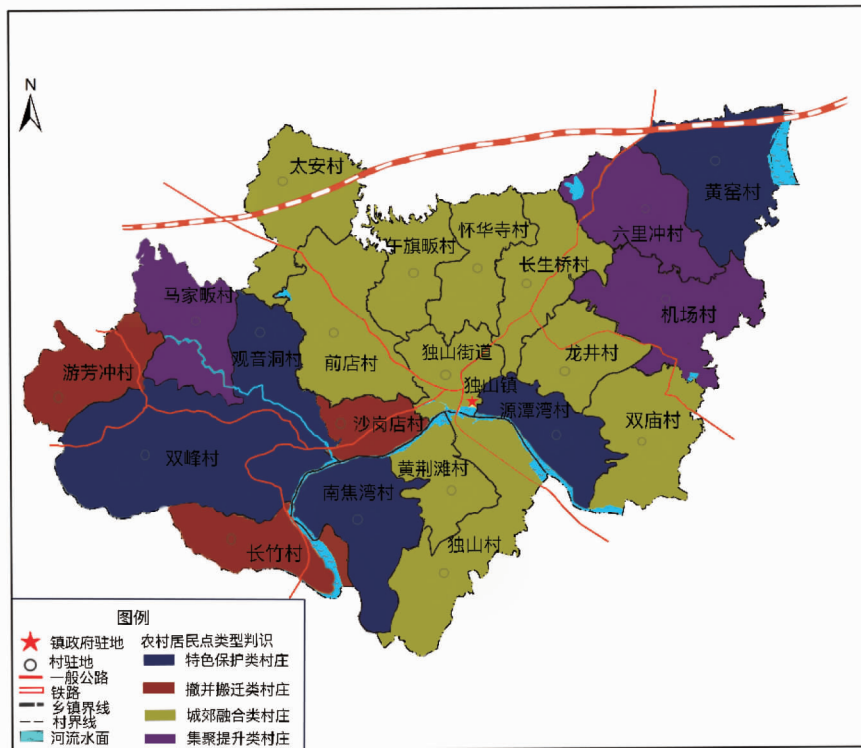 N
太安村
黄窑村
怀华寺村
午旗畈村
六里冲村
长生桥村
马家畈村
机场村
观音洞村
前店村
独山街道
龙井村
游芳冲村
独山镇
沙岗店村
源潭湾村
双庙村
双峰村
黄荆滩村
南焦湾村
独山村
长竹村
图例
镇政府驻地
村驻地
一般公路
铁路
乡镇界线
村界线
河流水面
农村居民点类型判识
特色保护类村庄
撤并搬迁类村庄
城郊融合类村庄
集聚提升类村庄